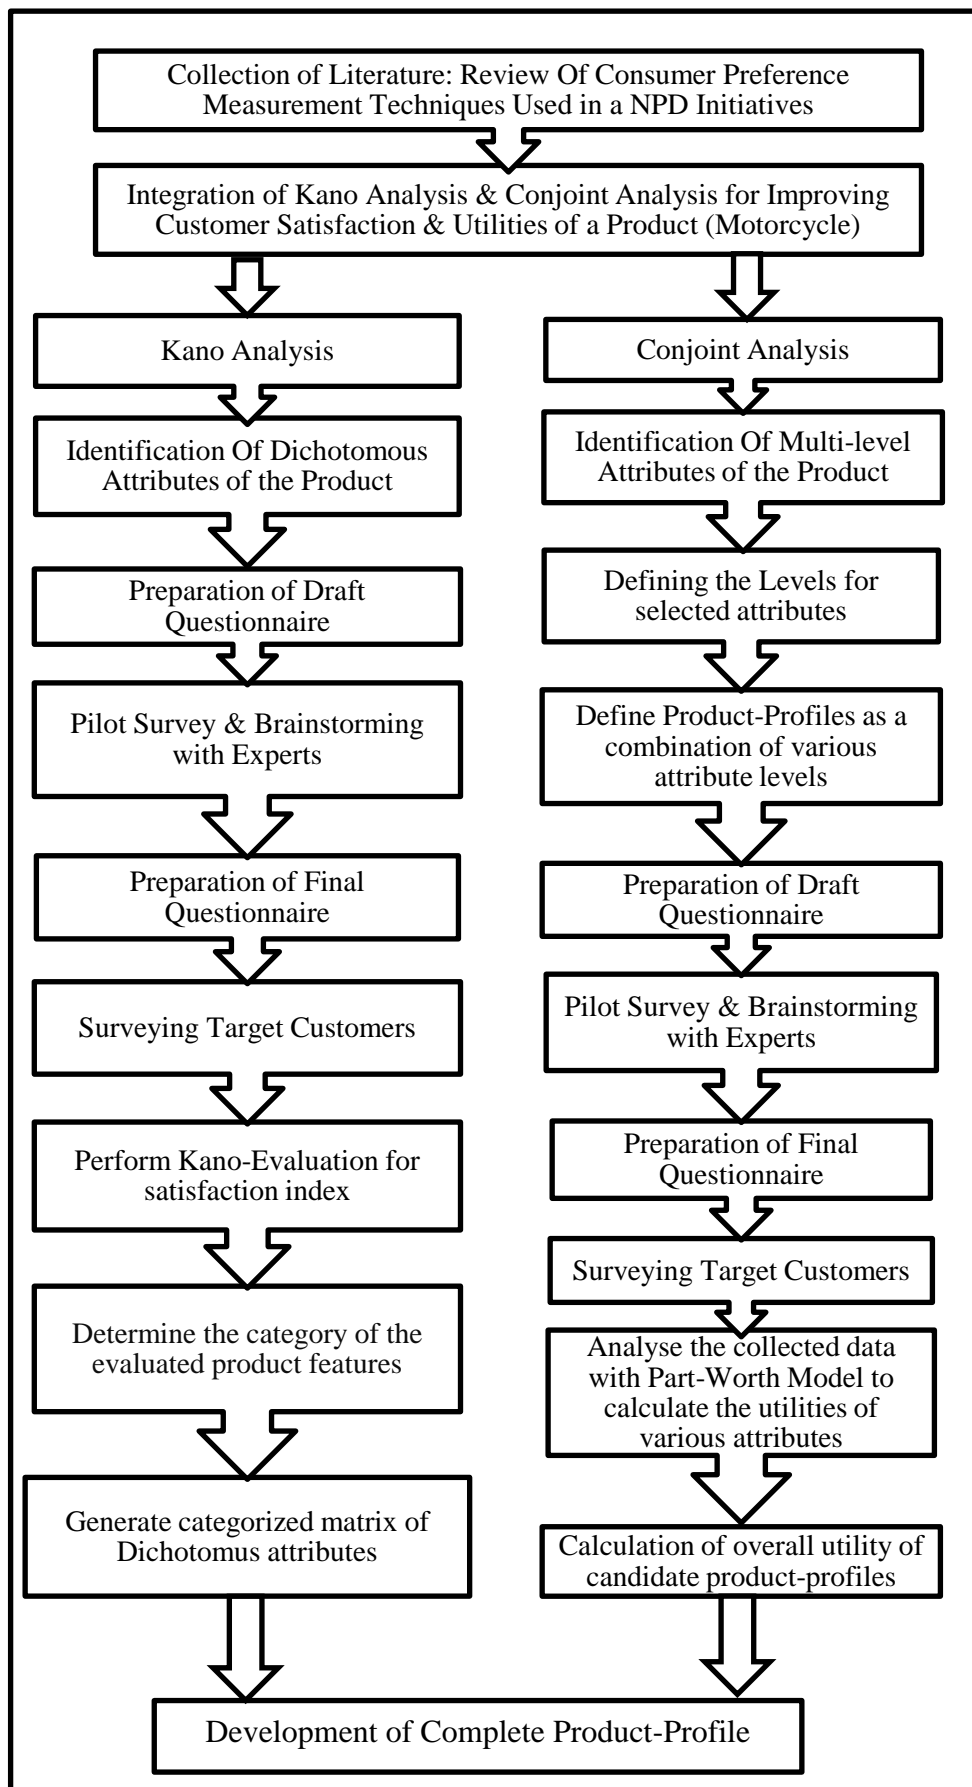 Collection of Literature: Review Of Consumer Preference
Measurement Techniques Used in a NPD Initiatives
Integration of Kano Analysis & Conjoint Analysis for Improving
Customer Satisfaction & Utilities of a Product (Motorcycle)
Kano Analysis
Identification Of Dichotomous
Attributes of the Product
Preparation of Draft
Questionnaire
Pilot Survey & Brainstorming
with Experts
Preparation of Final
Questionnaire
Surveying Target Customers
Perform Kano-Evaluation for
satisfaction index
Determine the category of the
evaluated product features
Generate categorized matrix of
Dichotomus attributes
Conjoint Analysis
Identification Of Multi-level
Attributes of the Product
Defining the Levels for
selected attributes
Define Product-Profiles as a
combination of various
attribute levels
Preparation of Draft
Questionnaire
Pilot Survey & Brainstorming
with Experts
Preparation of Final
Questionnaire
Surveying Target Customers
Analyse the collected data
with Part-Worth Model to
calculate the utilities of
various attributes
Calculation of overall utility of
candidate product-profiles
Development of Complete Product-Profile